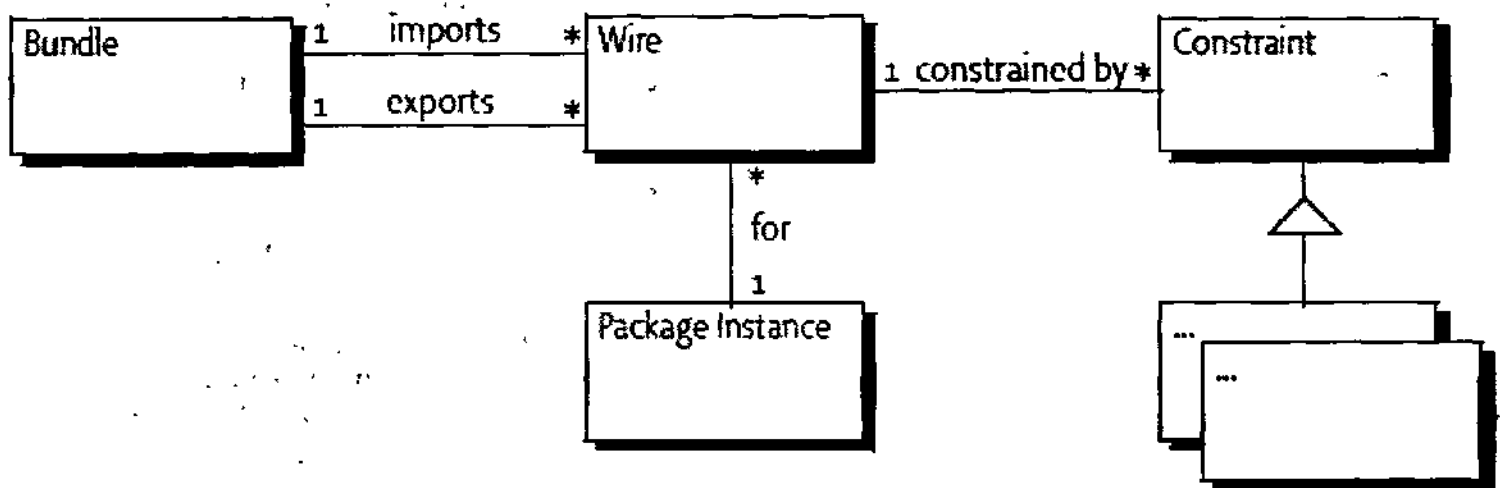 Bundle
1 imports *
1 exports *
Wire
1 constrained by *
Constraint
*
for
1
Package Instance
...
...